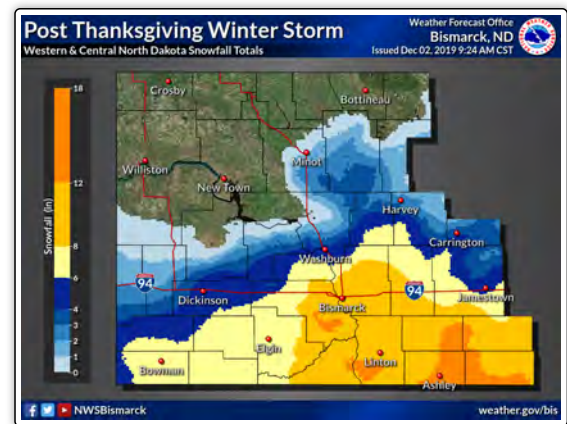 Post Thanksgiving Winter Storm
Western & Central North Dakota Snowfall Totals
Weather Forecast Office
Bismarck, ND
Issued Dec 02, 2019 9:24 AM CST
Snowfall (in)
18
12
8
6
4
3
2
1
0
Crosby
Bottineau
Williston
Minot
New Town
Harvey
Carrington
Washburn
94
Dickinson
Bismarck
94
Jamestown
Elgin
Bowman
Linton
Ashley
NWSBismarck
weather.gov/bis